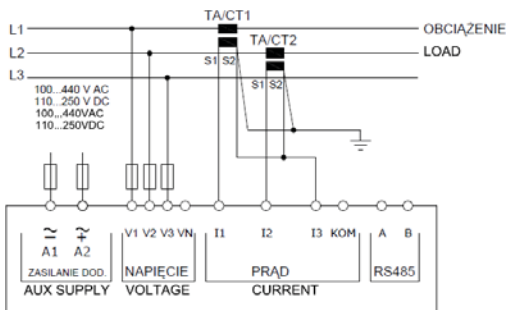 TA/CT1
L1 OBCIĄŻENIE
TA/CT2
L2 LOAD
S1 S2
L3 S1 S2
100...440 V AC
110...250 V DC
100,,,440VAC
110...250VDC
V1 V2 V3 VN I1 I2 I3 KOM A B
A1 A2
ZASILANIE DOD. NAPIĘCIE PRĄD RS485
AUX SUPPLY VOLTAGE CURRENT